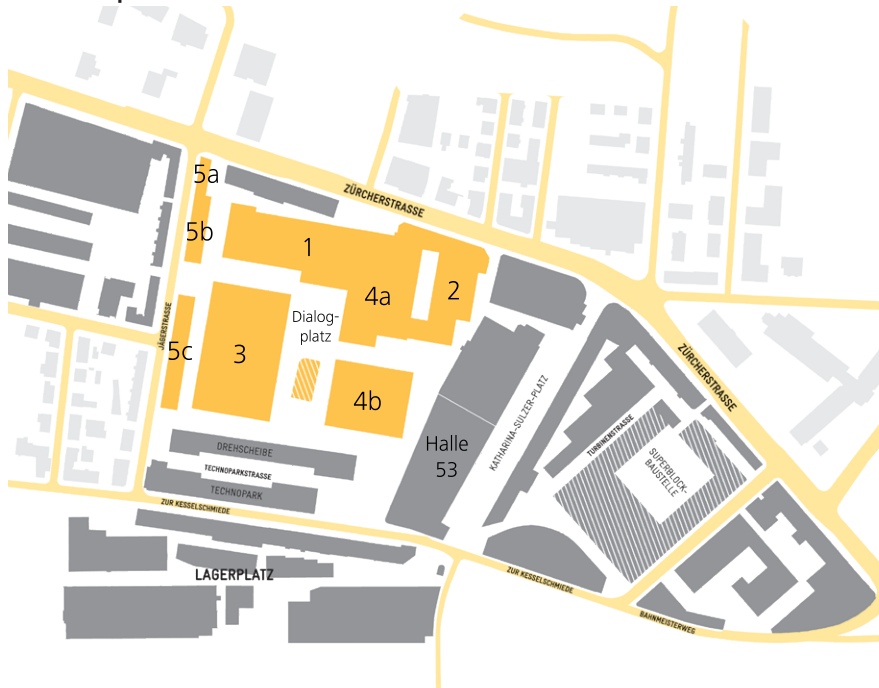 5a
ZÜRCHERSTRASSE
5b
1
2
4a
Dialog-
platz
JÄGERSTRASSE
5c
3
ZÜRCHERSTRASSE
4b
KATHARINA-SULZER-PLATZ
TURBINENSTRASSE
Halle
53
DREHSCHEIBE
SUPERBLOCK-
BAUSTELLE
TECHNOPARKSTRASSE
TECHNOPARK
ZUR KESSELSCHMIEDE
LAGERPLATZ
ZUR KESSELSCHMIEDE
BAHNMEISTERWEG